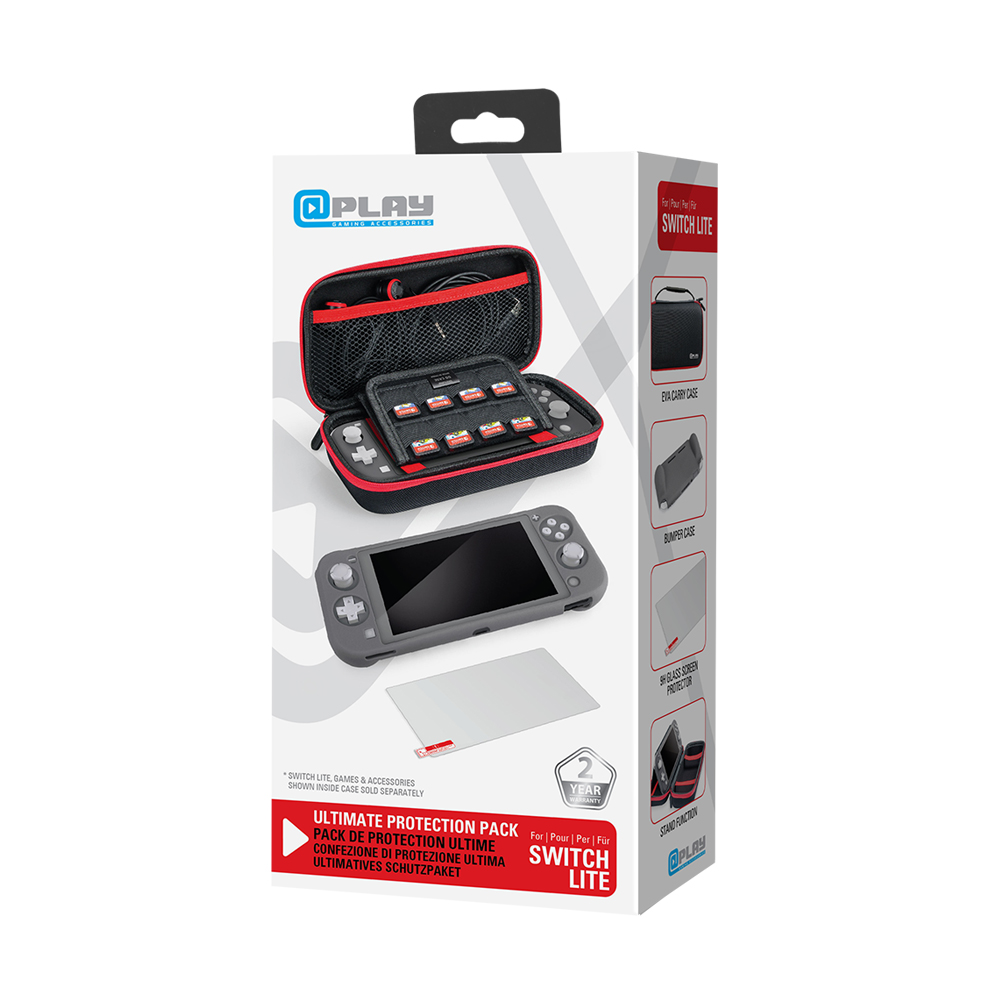 @PLAY
GAMING ACCESSORIES
* SWITCH LITE, GAMES & ACCESSORIES
SHOWN INSIDE CASE SOLD SEPARATELY
2
YEAR
WARRANTY
ULTIMATE PROTECTION PACK
PACK DE PROTECTION ULTIME
CONFEZIONE DI PROTEZIONE ULTIMA
ULTIMATIVES SCHUTZPAKET
For | Pour | Per | Für
SWITCH
LITE
For | Pour | Per | Für
SWITCH LITE
@PLAY
EVA CARRY CASE
BUMPER CASE
9H GLASS SCREEN
PROTECTOR
STAND FUNCTION
@PLAY